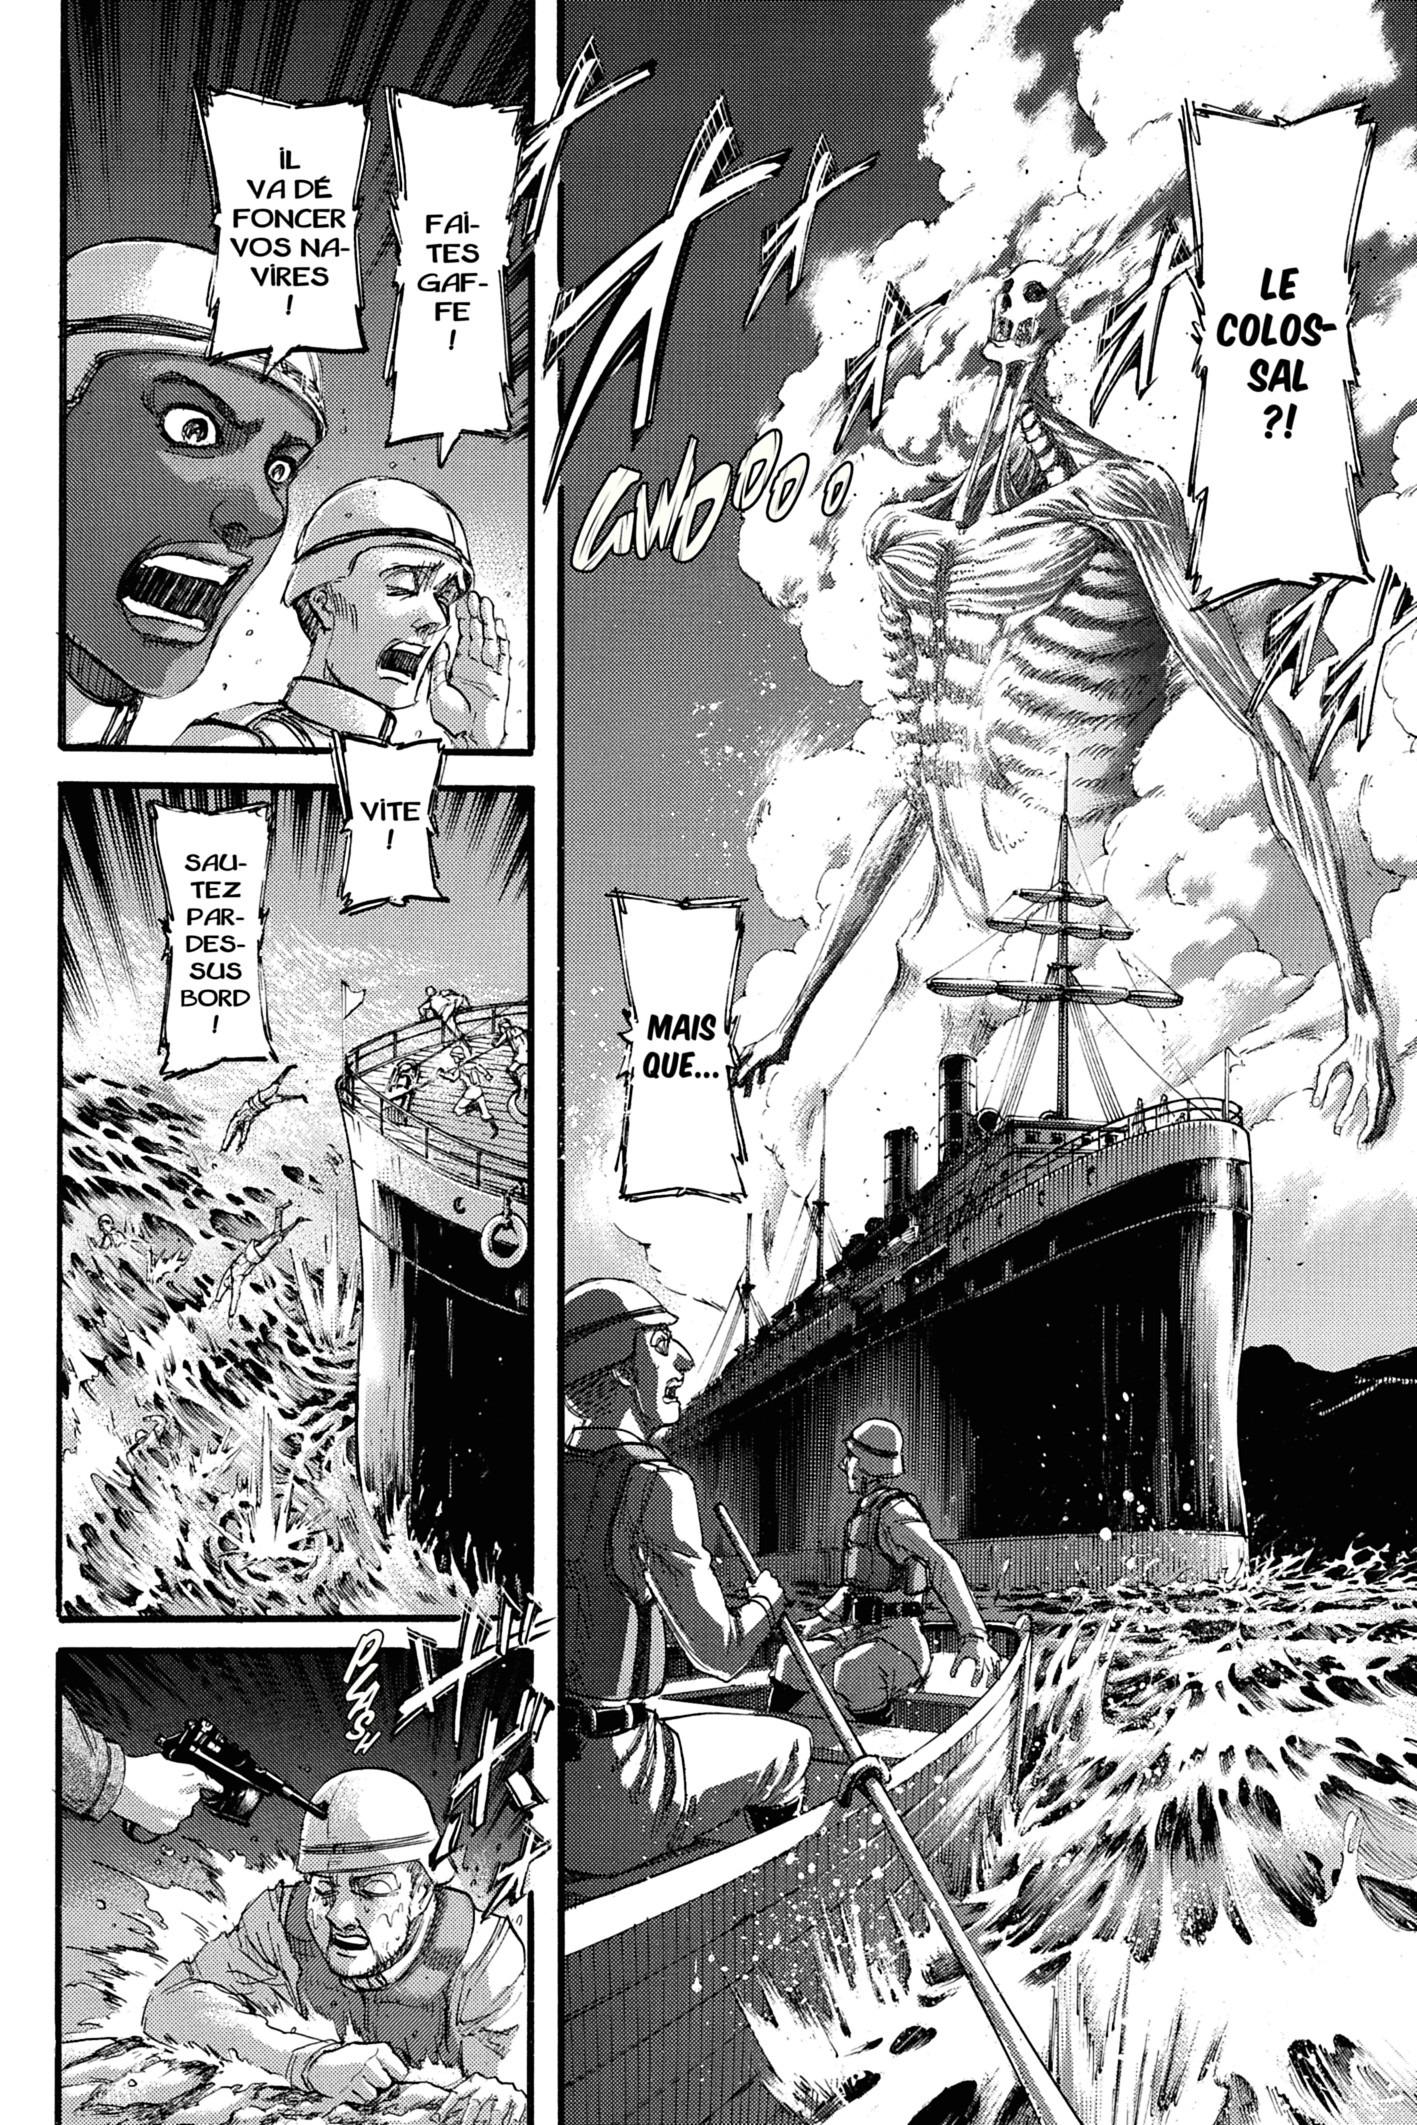 LE
COLOS-
SAL
?!
GWOOOOO
MAIS
QUE...
FAI-
TES
GAF-
FE !
iL
VA DÉ
FONCER
VOS NA-
VIRES
!
ViTE
!
SAU-
TEZ
PAR-
DES-
SUS
BORD
!
PLASH